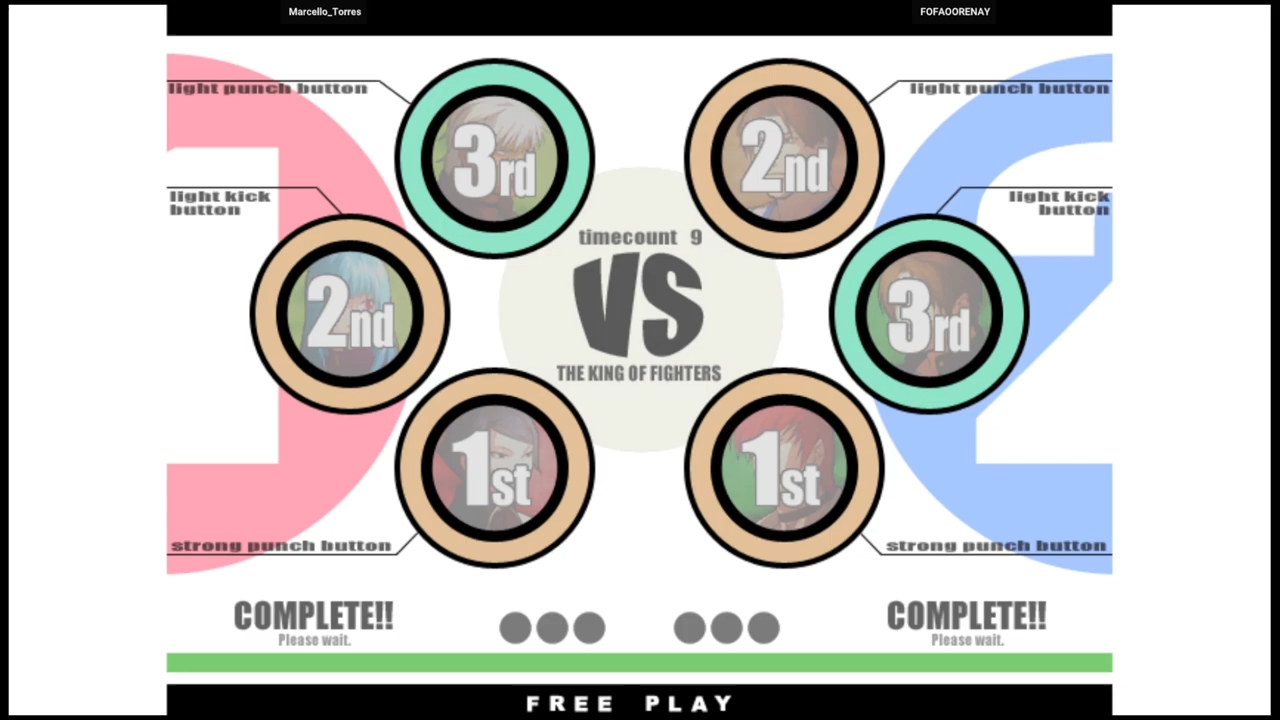 Marcello_Torres
FOFAOORENAY
light punch button
light punch button
3rd
2nd
light kick
button
light kick
button
timecount 9
2nd
VS
3rd
THE KING OF FIGHTERS
1st
1st
strong punch button
strong punch button
COMPLETE!!
Please wait.
COMPLETE!!
Please wait.
FREE PLAY